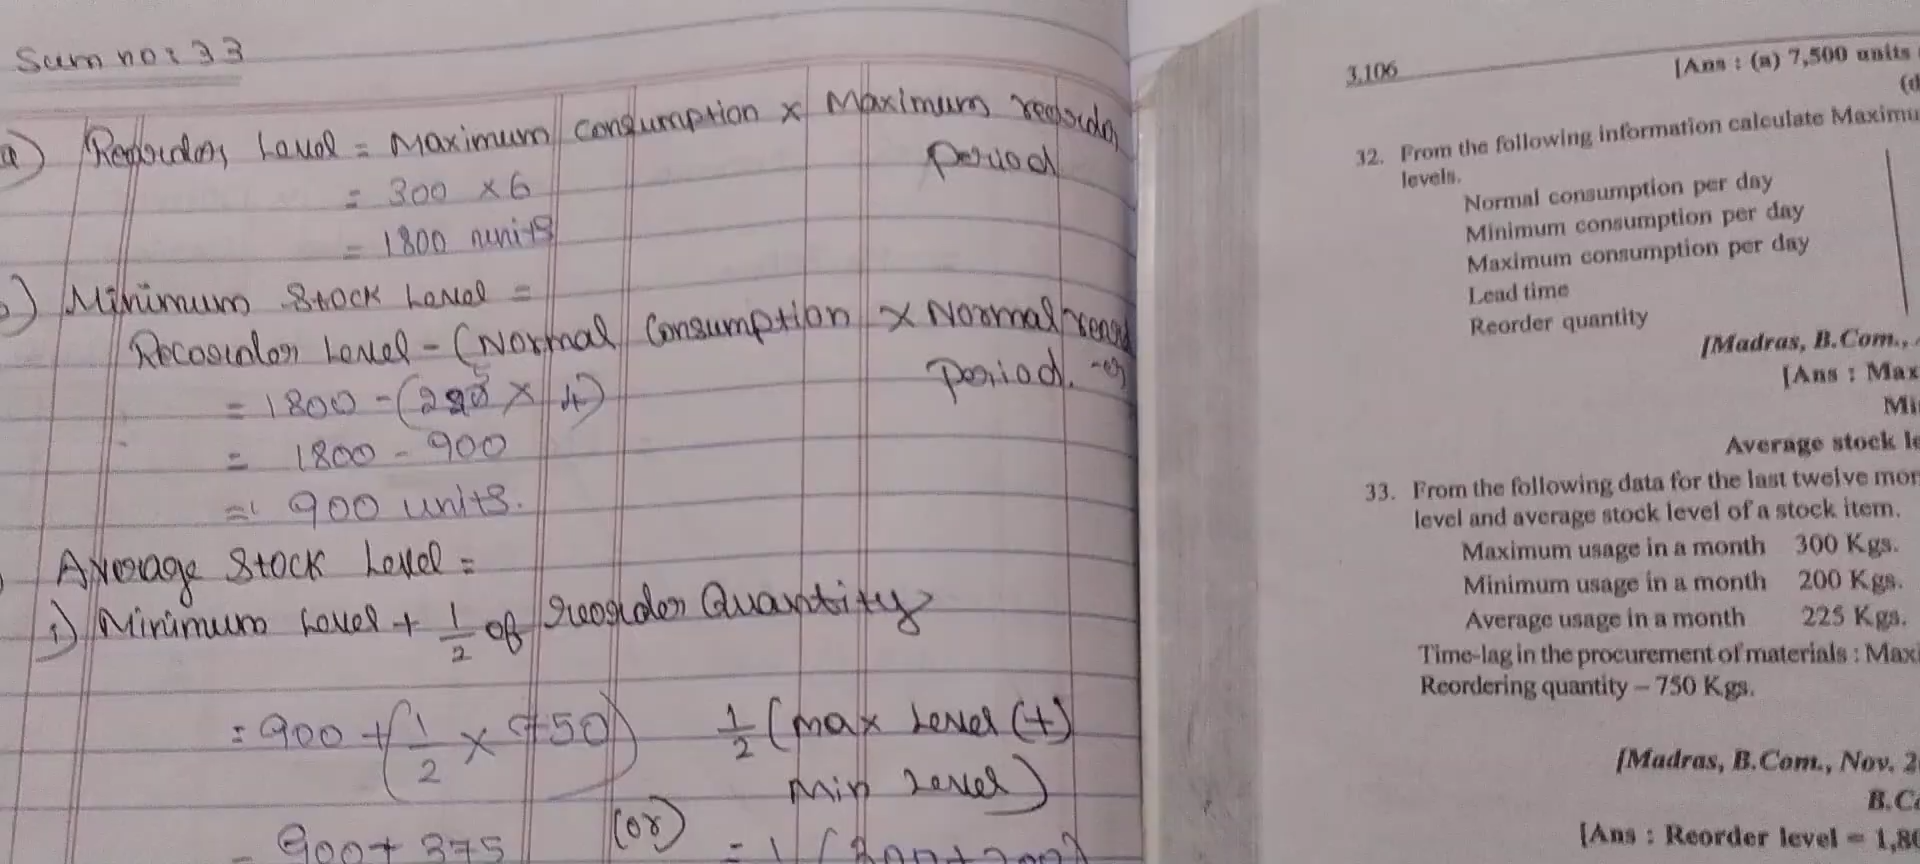 Sum no: 33
a) Reorder Level = Maximum consumption x Maximum reorder
Period
= 300 x 6
= 1800 nunits
b) Minimum Stock Level =
Level - (Normal Consumption x Normal
Period.
= 1800 - (225 x 4)
= 1800 - 900
= 900 units.
Average Stock Level =
i) Minimum Level + 1/2 of reorder Quantity
= 900 + (1/2 x 750)
1/2 (max Level (+)
Min Level)
(or)
= 900 + 375
3.106
[Ans : (a) 7,500 units
32. From the following information calculate Maximu
levels.
Normal consumption per day
Minimum consumption per day
Maximum consumption per day
Lead time
Reorder quantity
[Madras, B.Com.,
[Ans : Max
Mi
Average stock le
33. From the following data for the last twelve mon
level and average stock level of a stock item.
Maximum usage in a month 300 Kgs.
Minimum usage in a month 200 Kgs.
Average usage in a month 225 Kgs.
Time-lag in the procurement of materials : Maxi
Reordering quantity – 750 Kgs.
[Madras, B.Com., Nov. 2
B.C
[Ans : Reorder level = 1,80